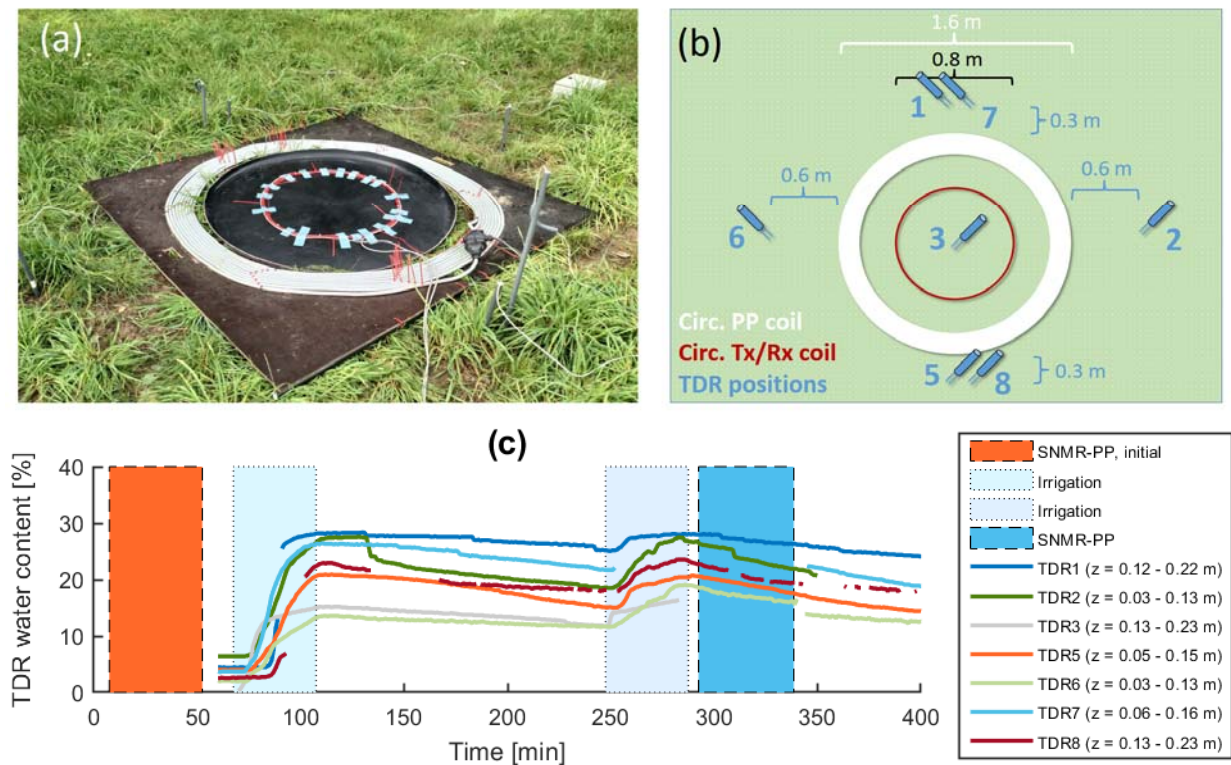 (a)
(b)
1.6 m
0.8 m
1
7
0.3 m
0.6 m
0.6 m
6
3
2
Circ. PP coil
Circ. Tx/Rx coil
TDR positions
5
8
0.3 m
(c)
TDR water content [%]
40
30
20
10
0
0
50
100
150
200
250
300
350
400
Time [min]
SNMR-PP, initial
Irrigation
Irrigation
SNMR-PP
TDR1 (z = 0.12 - 0.22 m)
TDR2 (z = 0.03 - 0.13 m)
TDR3 (z = 0.13 - 0.23 m)
TDR5 (z = 0.05 - 0.15 m)
TDR6 (z = 0.03 - 0.13 m)
TDR7 (z = 0.06 - 0.16 m)
TDR8 (z = 0.13 - 0.23 m)